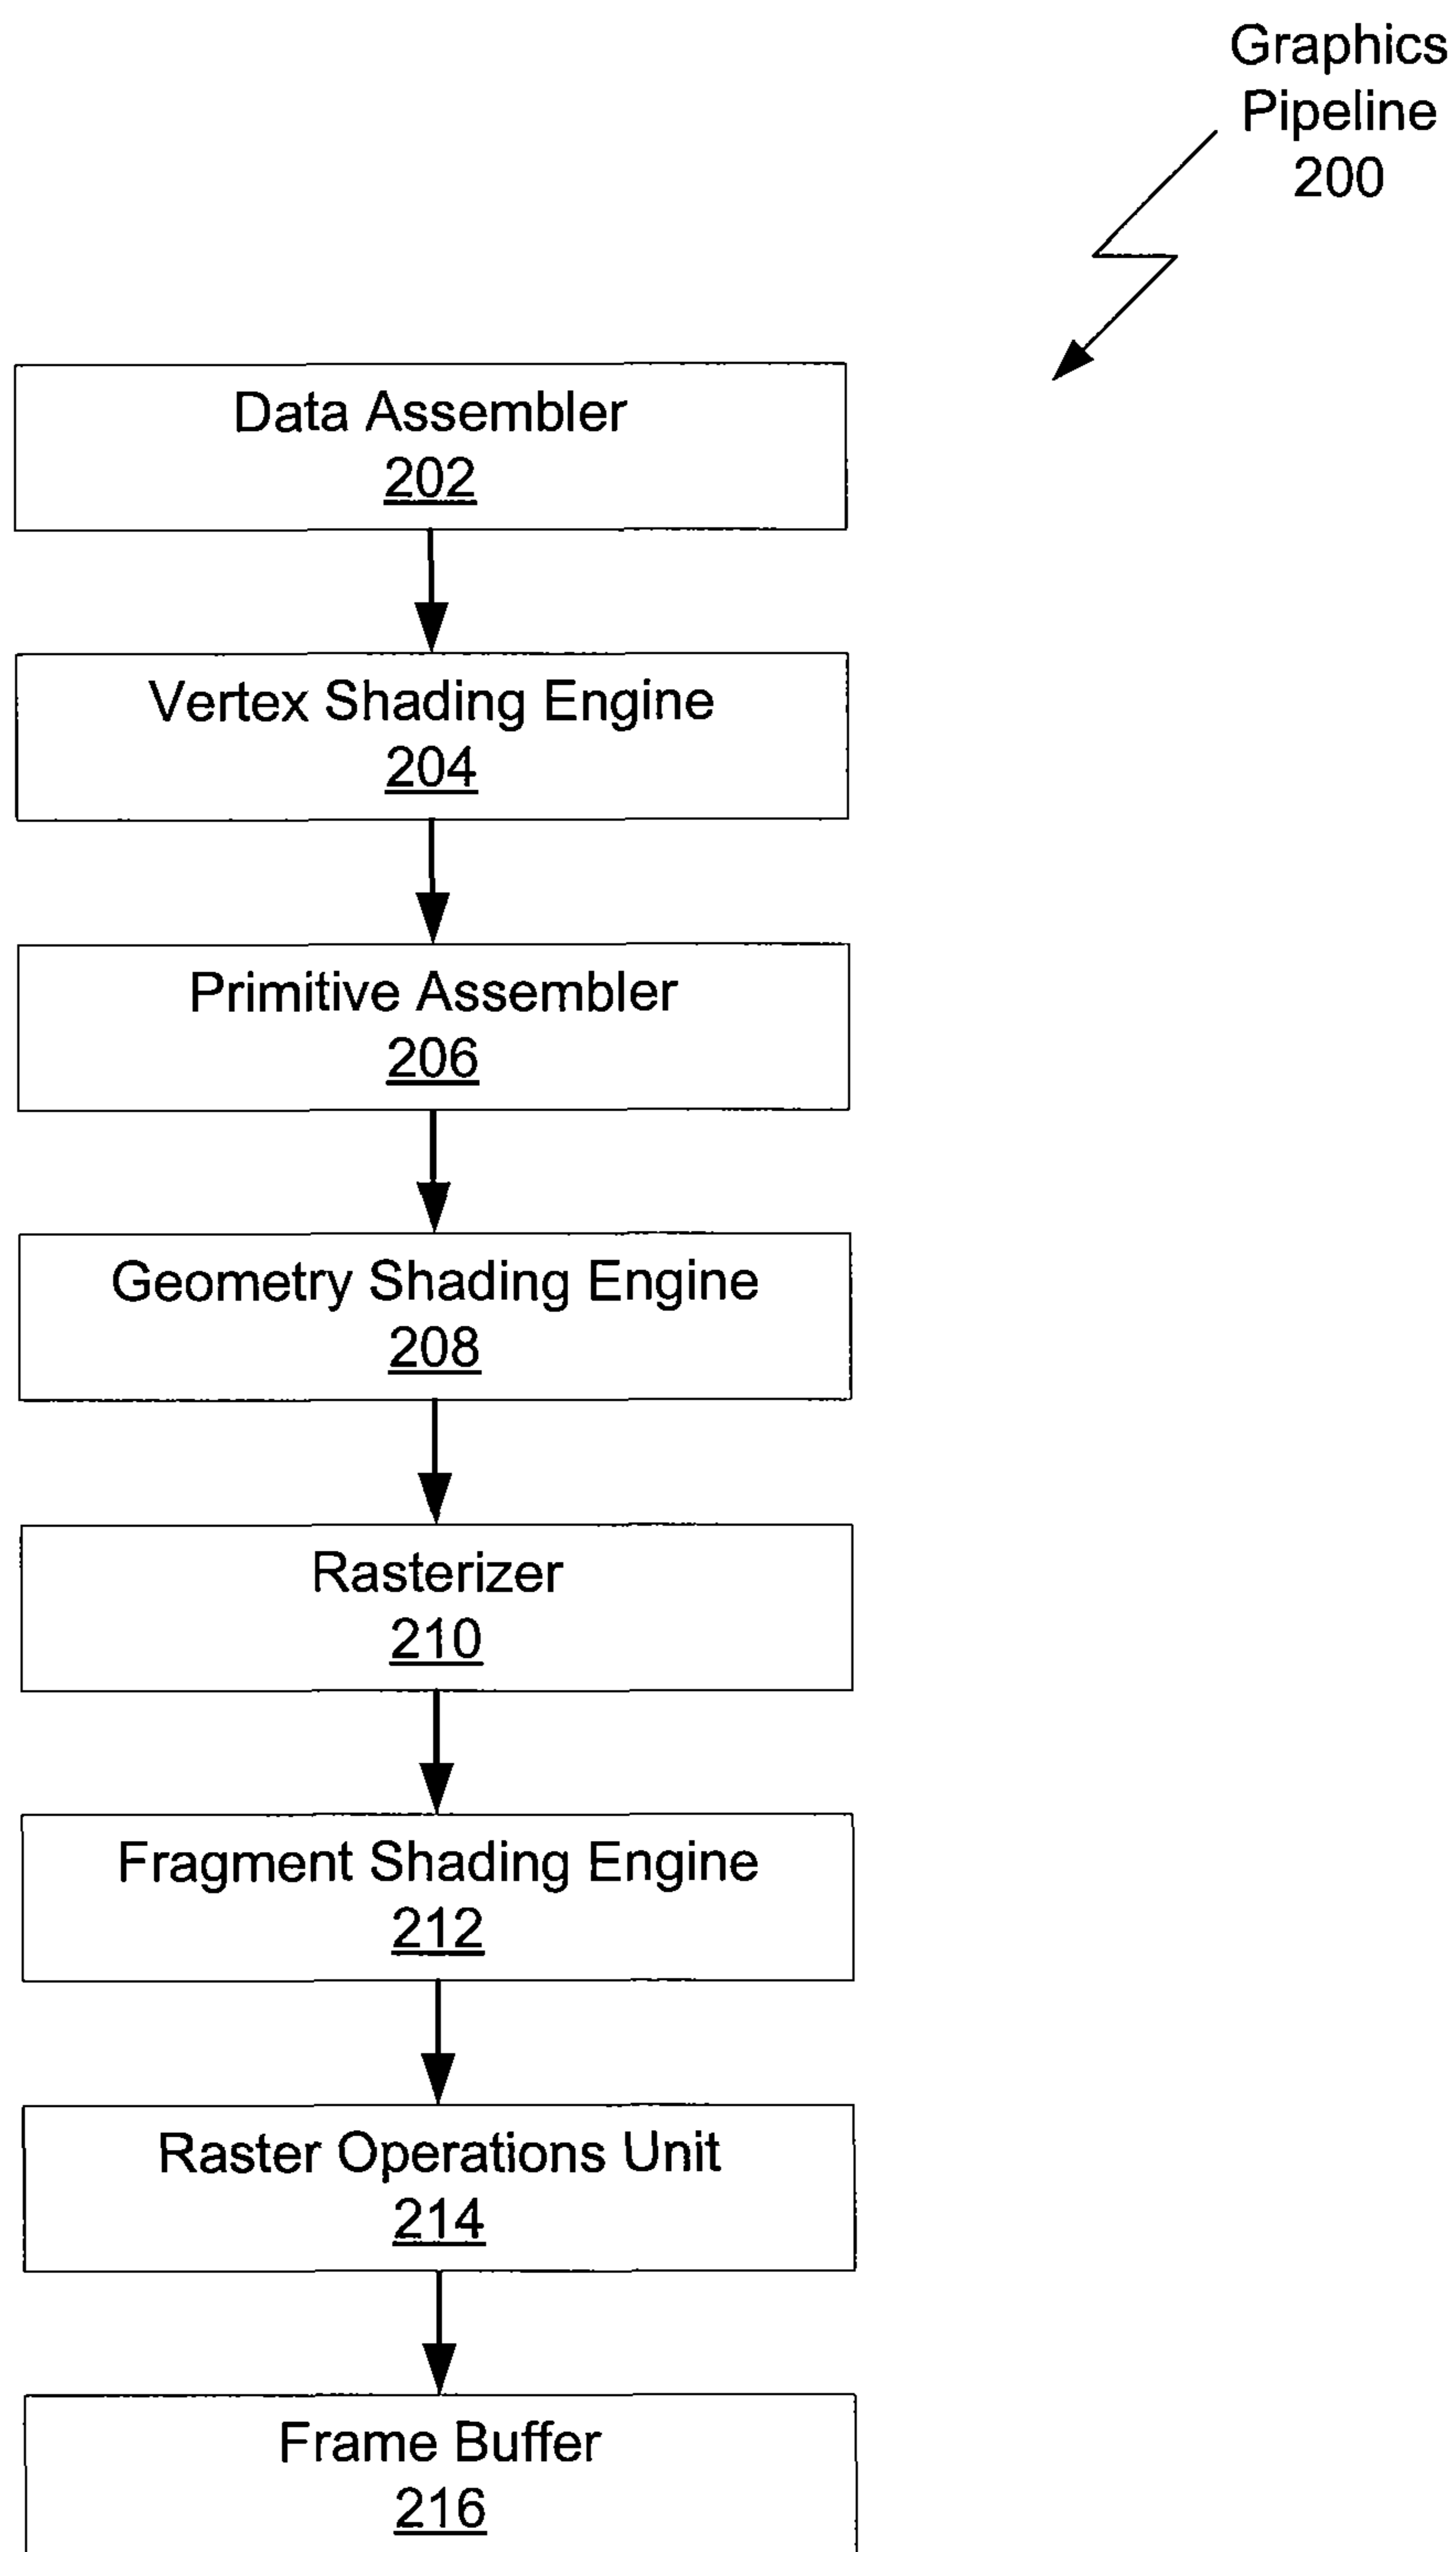 Graphics
Pipeline
200
Data Assembler
202
Vertex Shading Engine
204
Primitive Assembler
206
Geometry Shading Engine
208
Rasterizer
210
Fragment Shading Engine
212
Raster Operations Unit
214
Frame Buffer
216